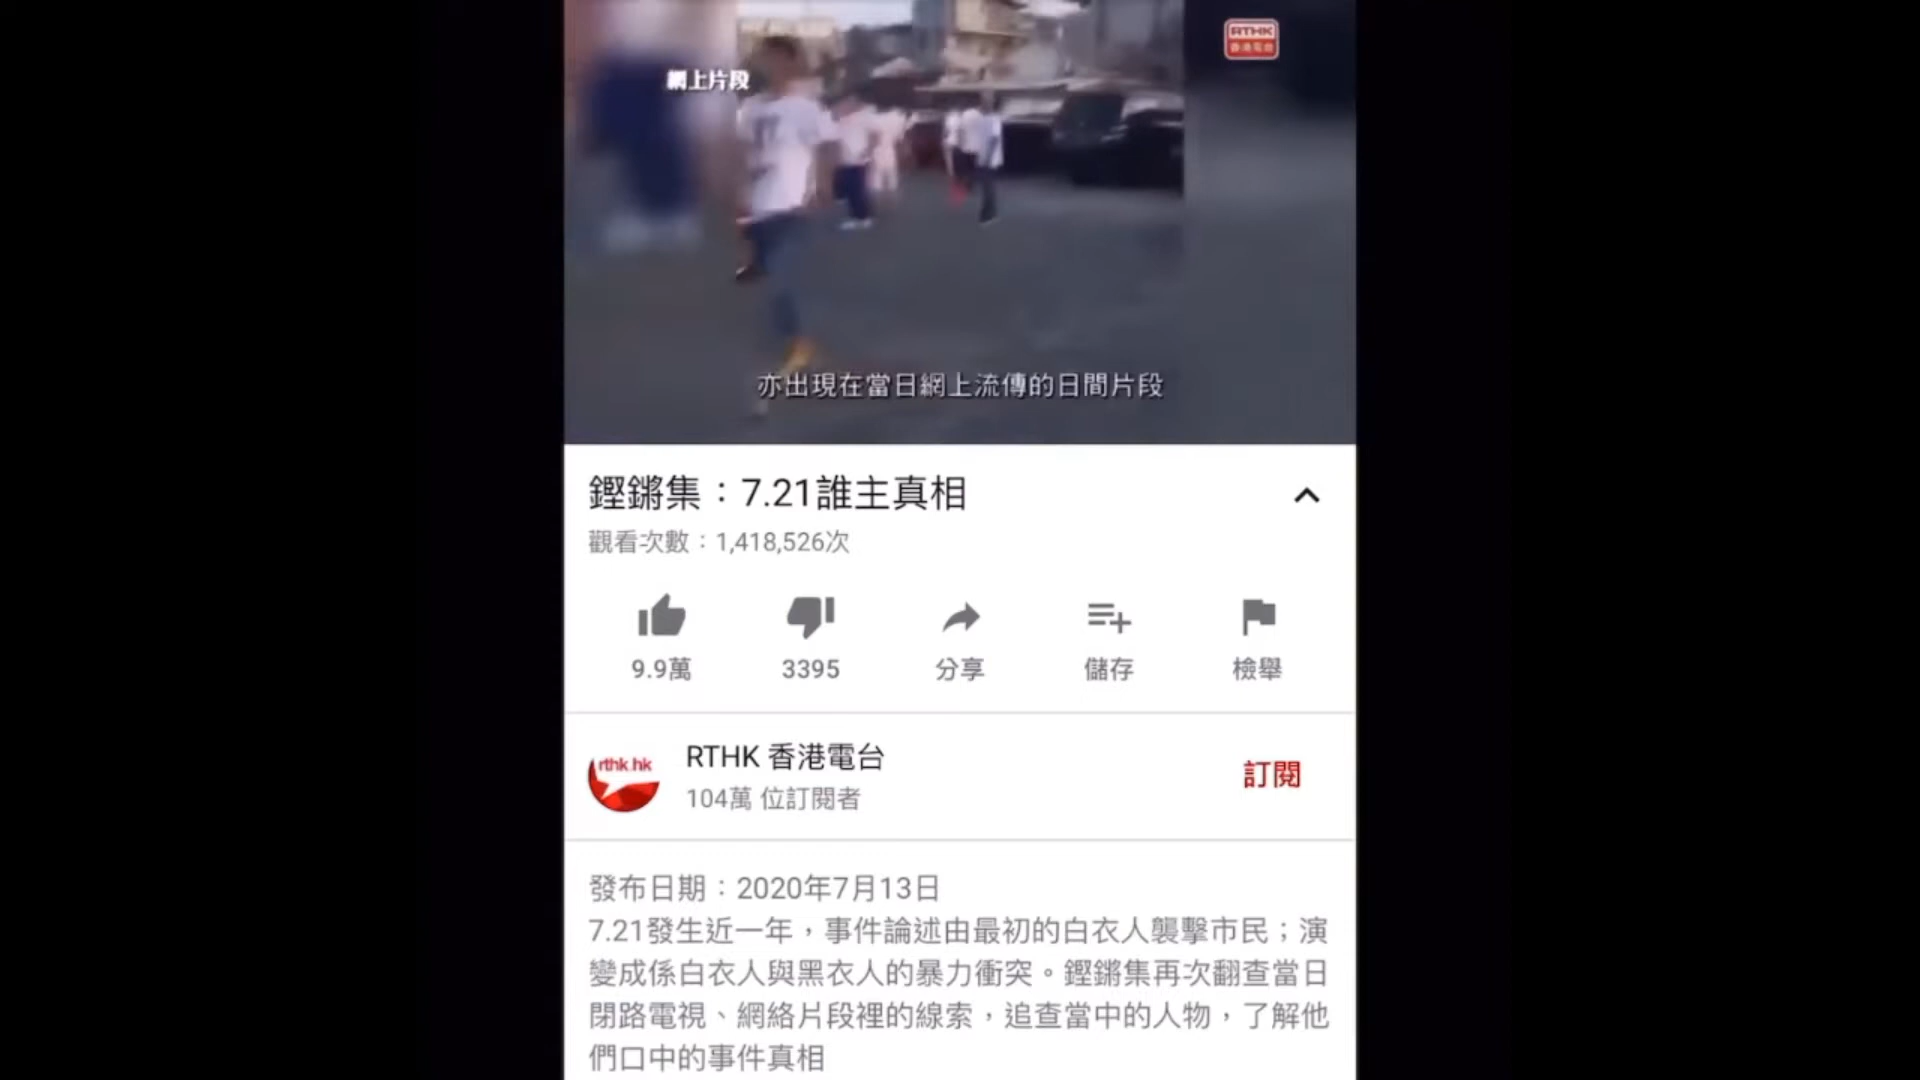 RTHK
香港電台
網上片段
亦出現在當日網上流傳的日間片段
鏗鏘集：7.21誰主真相
觀看次數：1,418,526次
9.9萬
3395
分享
儲存
檢舉
rthk.hk
RTHK 香港電台
104萬 位訂閱者
訂閱
發布日期：2020年7月13日
7.21發生近一年，事件論述由最初的白衣人襲擊市民；演
變成係白衣人與黑衣人的暴力衝突。鏗鏘集再次翻查當日
閉路電視、網絡片段裡的線索，追查當中的人物，了解他
們口中的事件真相